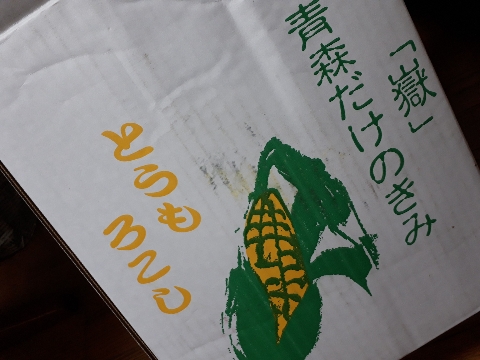 「嶽」きみ
青森だけの
とうも
ろこし